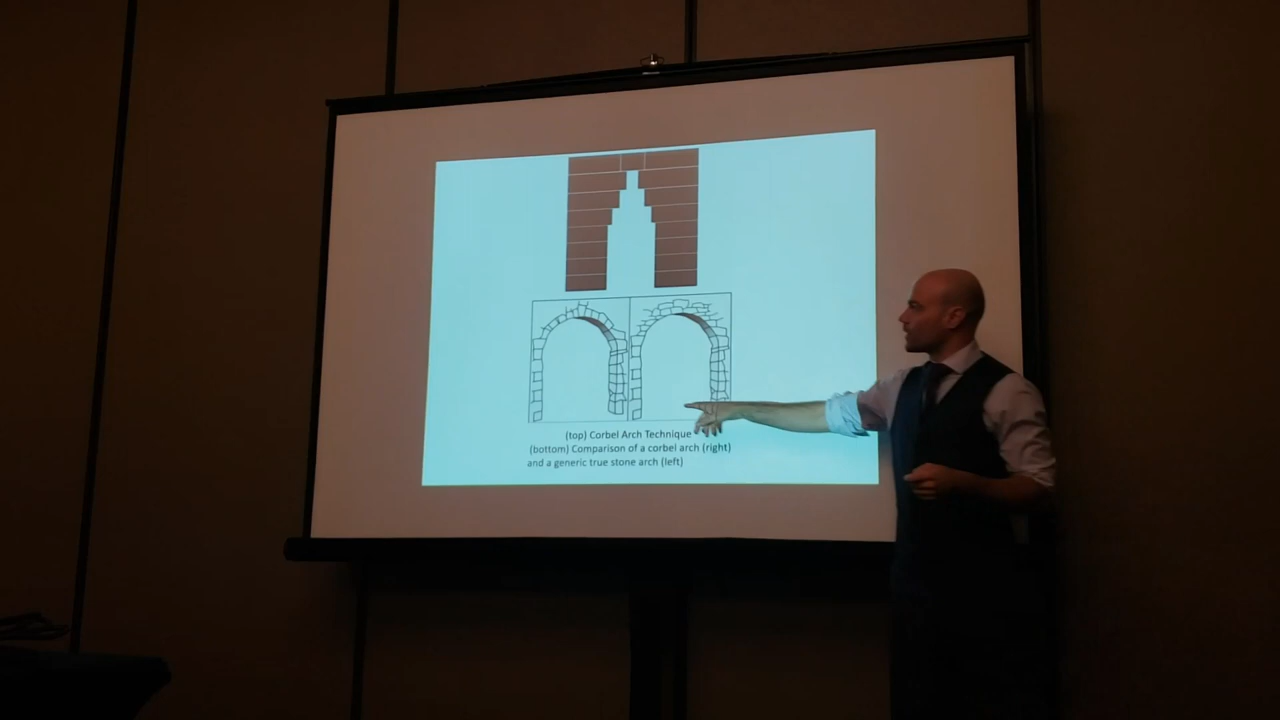 (top) Corbel Arch Technique
(bottom) Comparison of a corbel arch (right)
and a generic true stone arch (left)